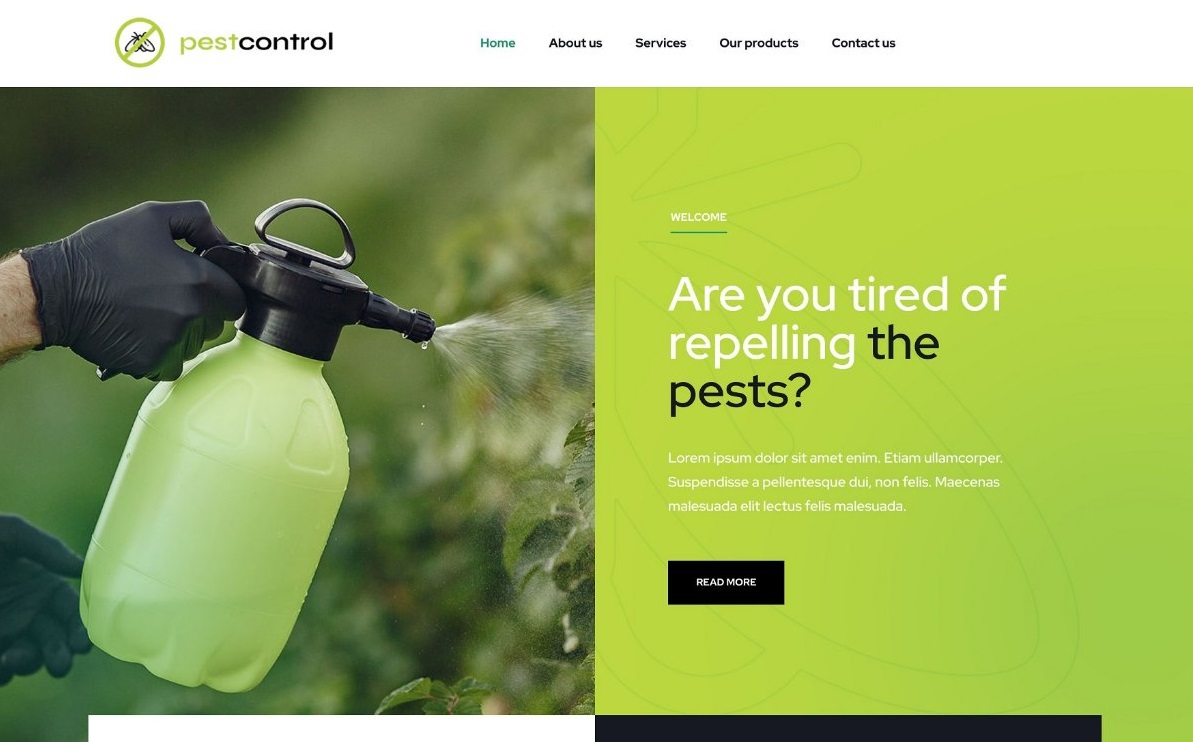 pestcontrol
Home About us Services Our products Contact us
WELCOME
Are you tired of
repelling the
pests?
Lorem ipsum dolor sit amet enim. Etiam ullamcorper.
Suspendisse a pellentesque dui, non felis. Maecenas
malesuada elit lectus felis malesuada.
READ MORE